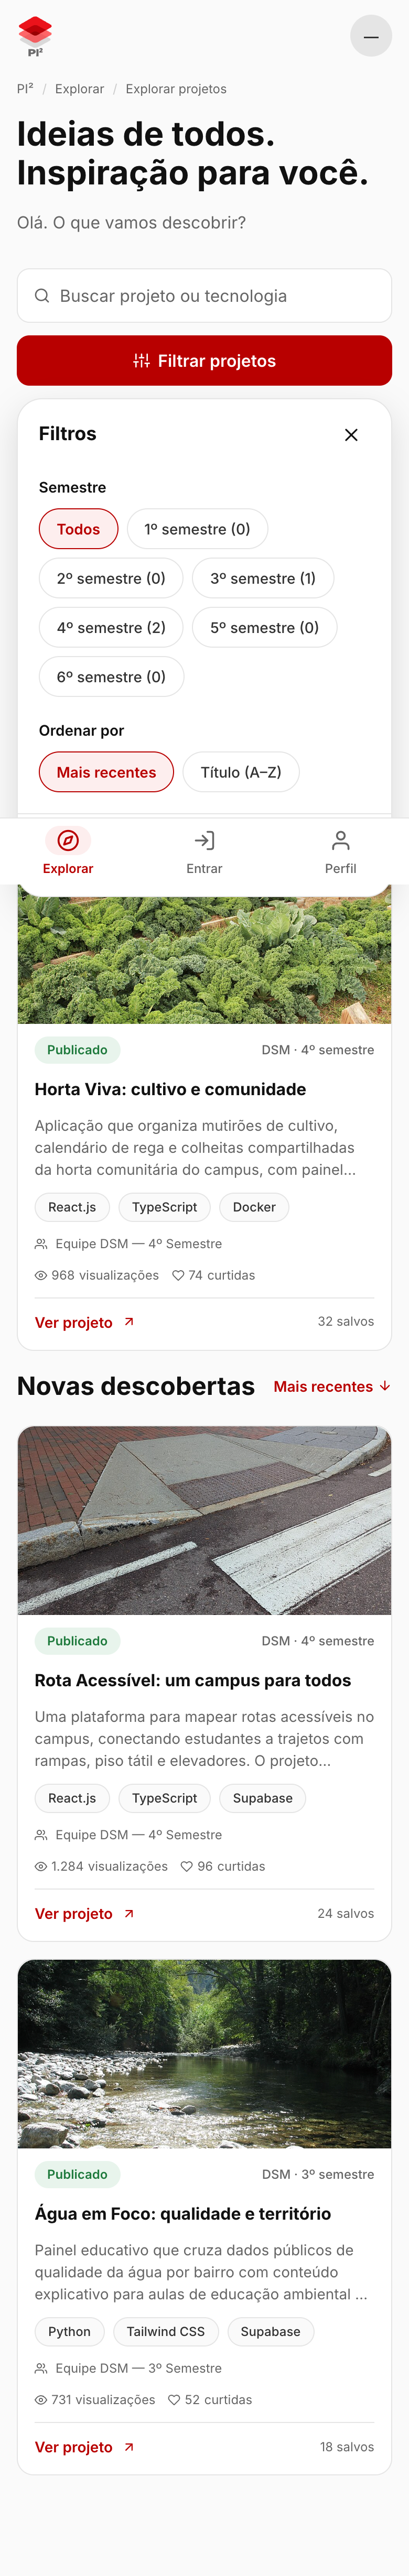 PI²
PI² / Explorar / Explorar projetos
Ideias de todos.
Inspiração para você.
Olá. O que vamos descobrir?
Buscar projeto ou tecnologia
Filtrar projetos
Filtros
Semestre
Todos
1º semestre (0)
2º semestre (0)
3º semestre (1)
4º semestre (2)
5º semestre (0)
6º semestre (0)
Ordenar por
Mais recentes
Título (A–Z)
Explorar
Entrar
Perfil
Publicado
DSM · 4º semestre
Horta Viva: cultivo e comunidade
Aplicação que organiza mutirões de cultivo,
calendário de rega e colheitas compartilhadas
da horta comunitária do campus, com painel...
React.js
TypeScript
Docker
Equipe DSM — 4º Semestre
968 visualizações
74 curtidas
Ver projeto
32 salvos
Novas descobertas
Mais recentes
Publicado
DSM · 4º semestre
Rota Acessível: um campus para todos
Uma plataforma para mapear rotas acessíveis no
campus, conectando estudantes a trajetos com
rampas, piso tátil e elevadores. O projeto...
React.js
TypeScript
Supabase
Equipe DSM — 4º Semestre
1.284 visualizações
96 curtidas
Ver projeto
24 salvos
Publicado
DSM · 3º semestre
Água em Foco: qualidade e território
Painel educativo que cruza dados públicos de
qualidade da água por bairro com conteúdo
explicativo para aulas de educação ambiental ...
Python
Tailwind CSS
Supabase
Equipe DSM — 3º Semestre
731 visualizações
52 curtidas
Ver projeto
18 salvos